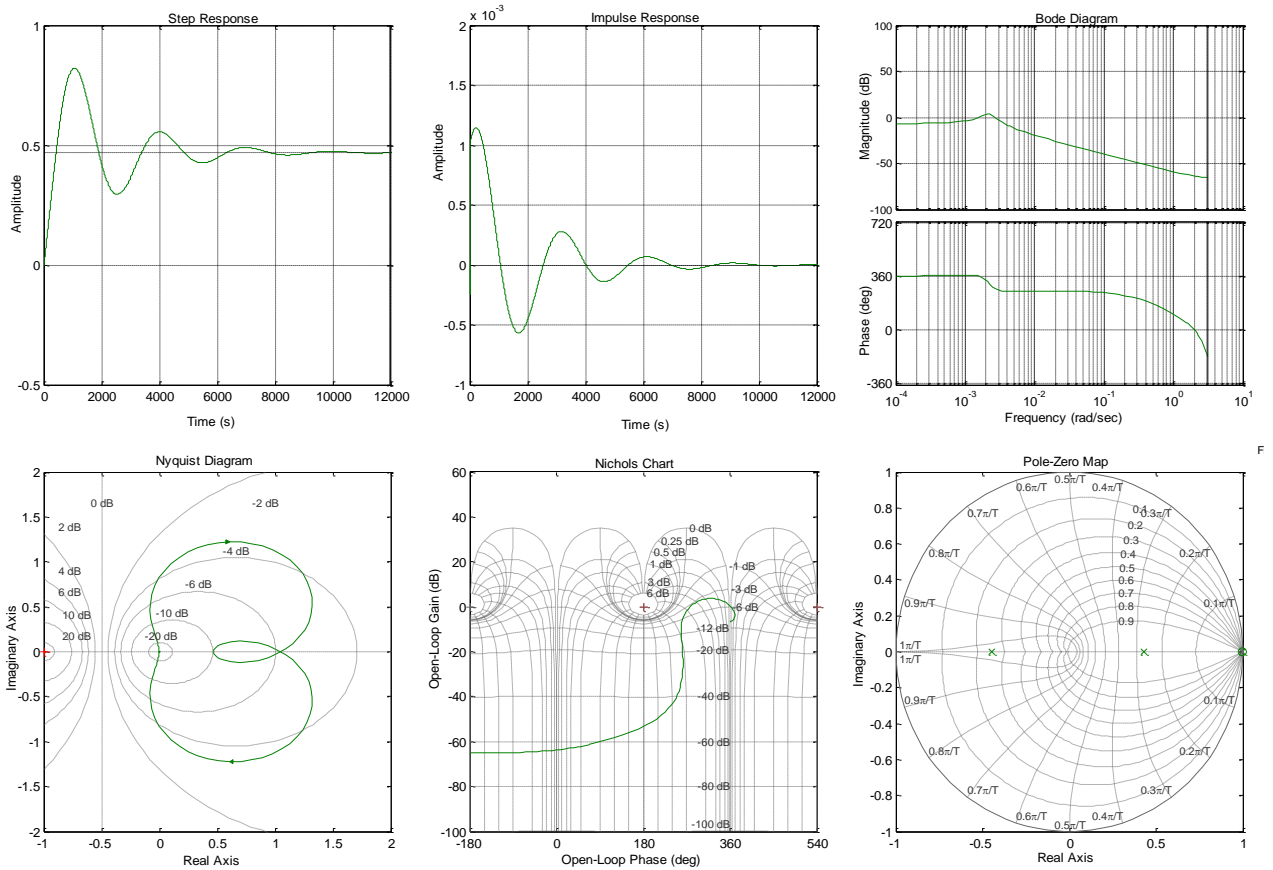 Step Response
1
0.5
0
-0.5
Amplitude
0 2000 4000 6000 8000 10000 12000
Time (s)
Impulse Response
x 10-3
2
1.5
1
0.5
0
-0.5
-1
Amplitude
0 2000 4000 6000 8000 10000 12000
Time (s)
Bode Diagram
100
50
0
-50
-100
Magnitude (dB)
720
360
0
-360
Phase (deg)
10-4 10-3 10-2 10-1 100 101
Frequency (rad/sec)
Nyquist Diagram
2
1.5
1
0.5
0
-0.5
-1
-1.5
-2
Imaginary Axis
0 dB
-2 dB
2 dB
-4 dB
4 dB
6 dB
-6 dB
10 dB
-10 dB
20 dB
-20 dB
-1 -0.5 0 0.5 1 1.5 2
Real Axis
Nichols Chart
60
40
20
0
-20
-40
-60
-80
-100
Open-Loop Gain (dB)
0 dB
0.25 dB
0.5 dB
1 dB
-1 dB
3 dB
-3 dB
6 dB
-6 dB
-12 dB
-20 dB
-40 dB
-60 dB
-80 dB
-100 dB
-180 0 180 360 540
Open-Loop Phase (deg)
F
Pole-Zero Map
1
0.8
0.6
0.4
0.2
0
-0.2
-0.4
-0.6
-0.8
-1
Imaginary Axis
0.5π/T
0.6π/T
0.4π/T
0.7π/T
0.1
0.3π/T
0.2
0.3
0.8π/T
0.2π/T
0.4
0.5
0.6
0.7
0.9π/T
0.8
0.1π/T
0.9
1π/T
1π/T
0.9π/T
0.1π/T
0.8π/T
0.2π/T
0.7π/T
0.3π/T
0.6π/T
0.4π/T
0.5π/T
-1 -0.5 0 0.5 1
Real Axis